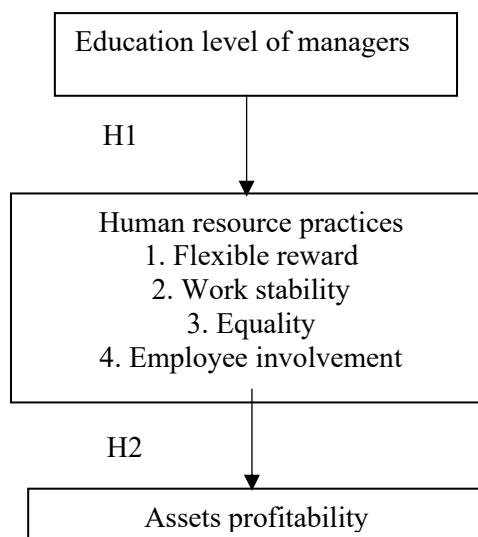 Education level of managers
H1
Human resource practices
1. Flexible reward
2. Work stability
3. Equality
4. Employee involvement
H2
Assets profitability